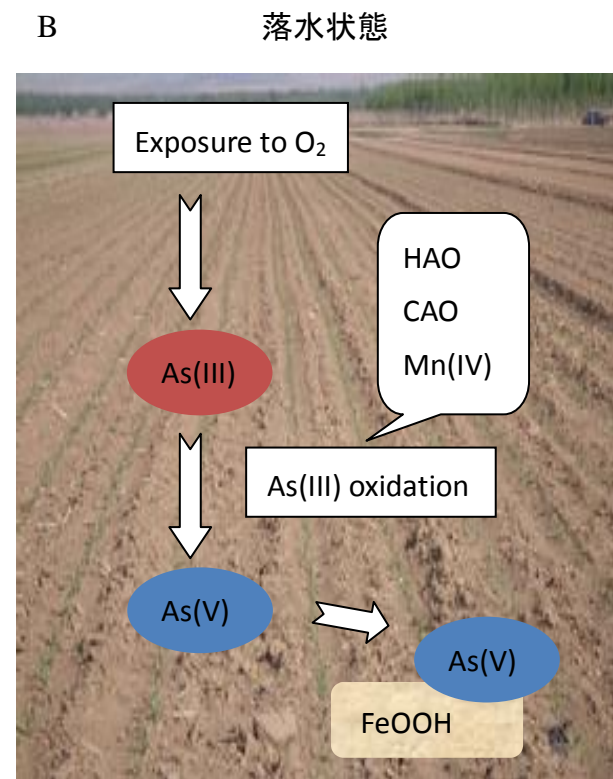 B 落水状態
Exposure to O₂
HAO
CAO
Mn(IV)
As(III)
As(III) oxidation
As(V)
As(V)
FeOOH